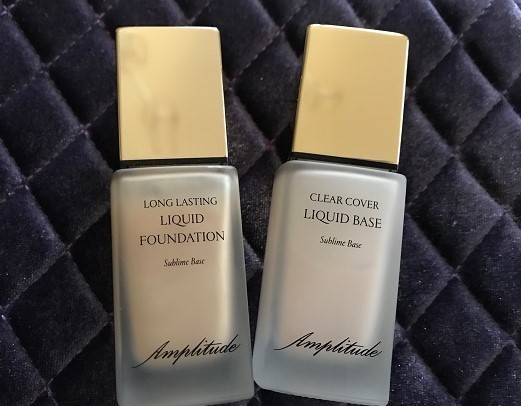 LONG LASTING
LIQUID
FOUNDATION
Sublime Base
Amplitude
CLEAR COVER
LIQUID BASE
Sublime Base
Amplitude